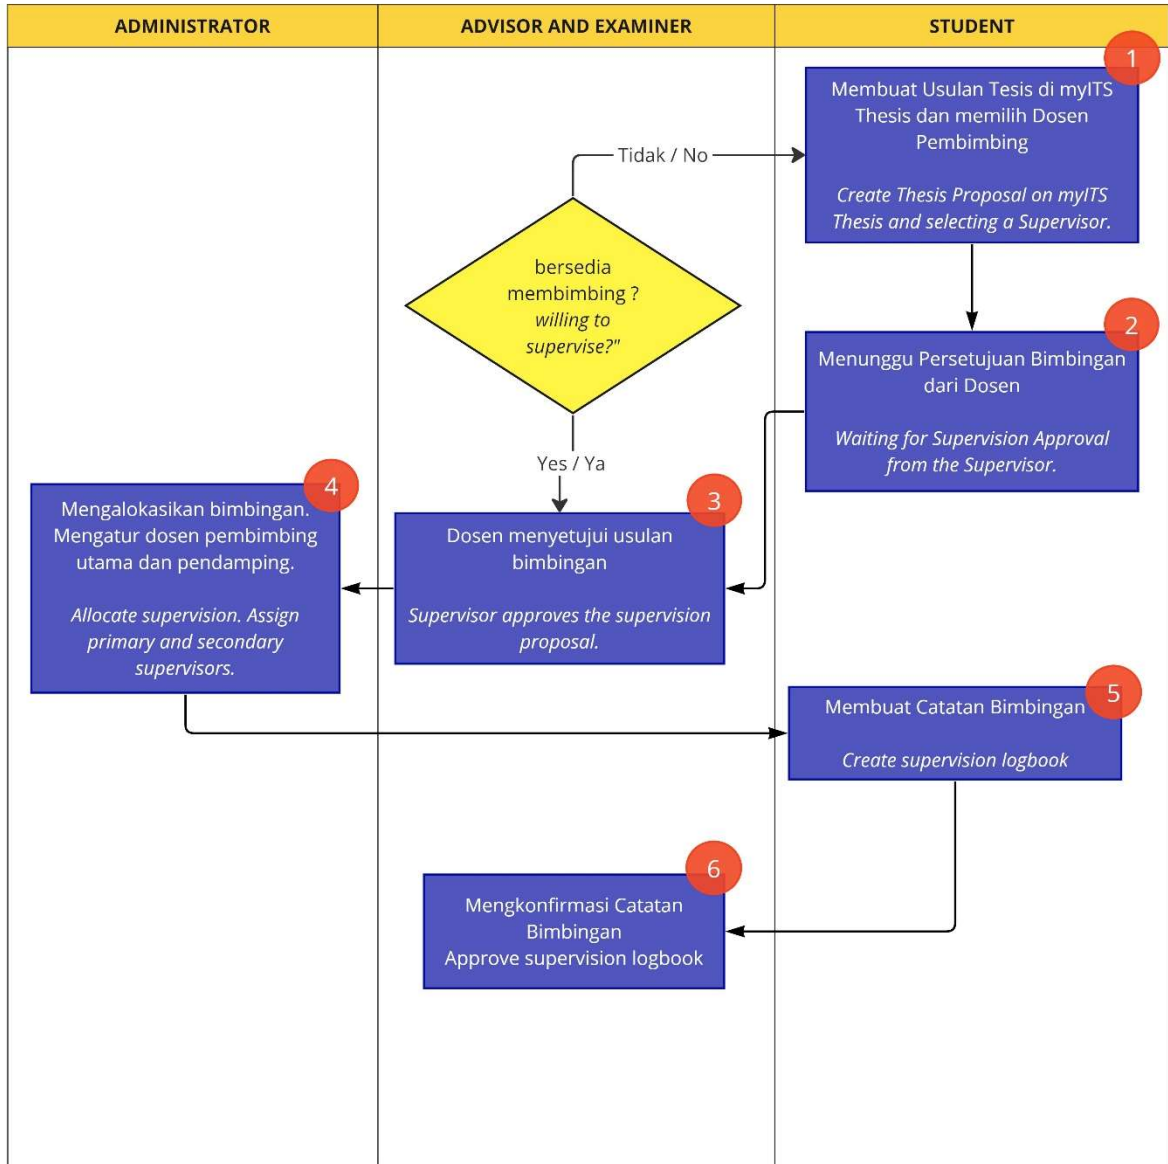 ADMINISTRATOR
ADVISOR AND EXAMINER
STUDENT
1
Membuat Usulan Tesis di myITS
Thesis dan memilih Dosen
Pembimbing
Create Thesis Proposal on myITS
Thesis and selecting a Supervisor.
Tidak / No
bersedia
membimbing ?
willing to
supervise?"
2
Menunggu Persetujuan Bimbingan
dari Dosen
Waiting for Supervision Approval
from the Supervisor.
Yes / Ya
3
Dosen menyetujui usulan
bimbingan
Supervisor approves the supervision
proposal.
4
Mengalokasikan bimbingan.
Mengatur dosen pembimbing
utama dan pendamping.
Allocate supervision. Assign
primary and secondary
supervisors.
5
Membuat Catatan Bimbingan
Create supervision logbook
6
Mengkonfirmasi Catatan
Bimbingan
Approve supervision logbook